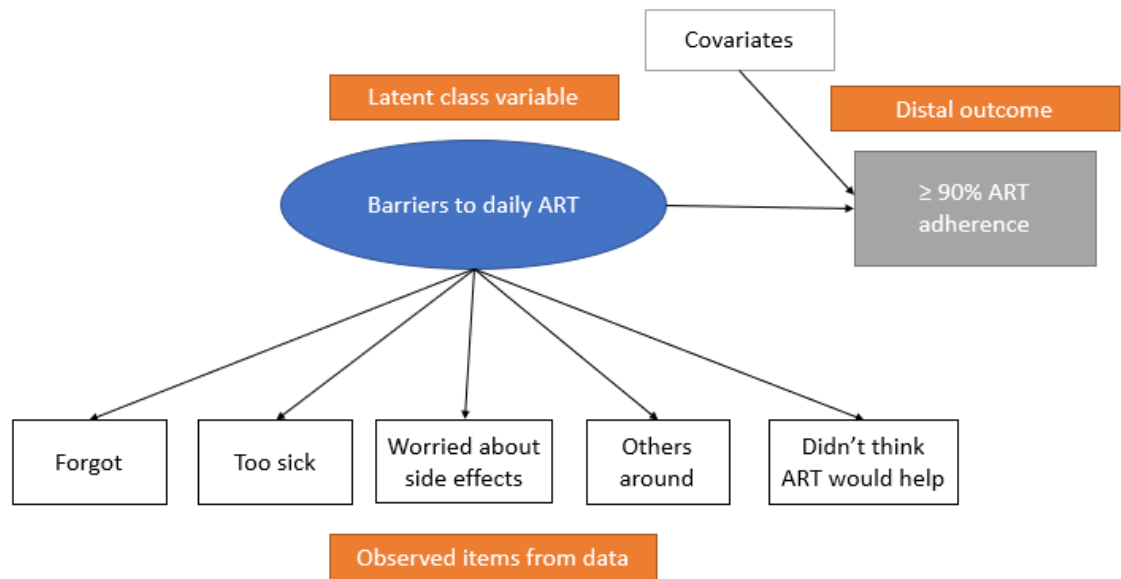 Covariates
Latent class variable
Distal outcome
Barriers to daily ART
≥ 90% ART
adherence
Forgot
Too sick
Worried about
side effects
Others
around
Didn’t think
ART would help
Observed items from data